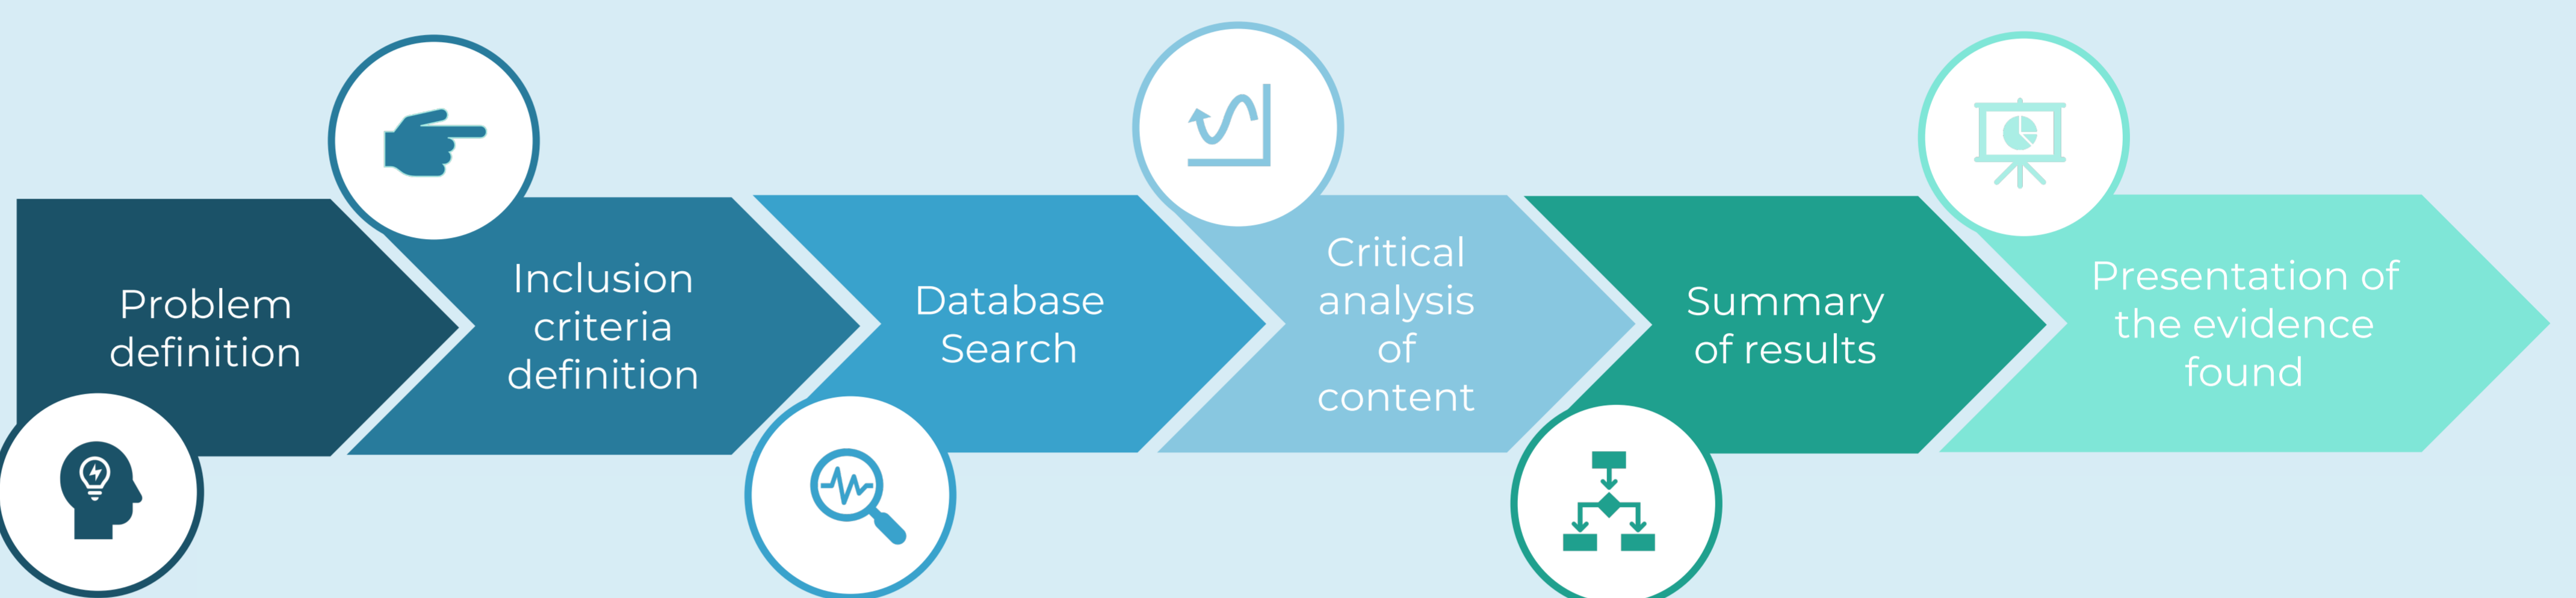 Problem
definition
Inclusion
criteria
definition
Database
Search
Critical
analysis
of
content
Summary
of results
Presentation of
the evidence
found